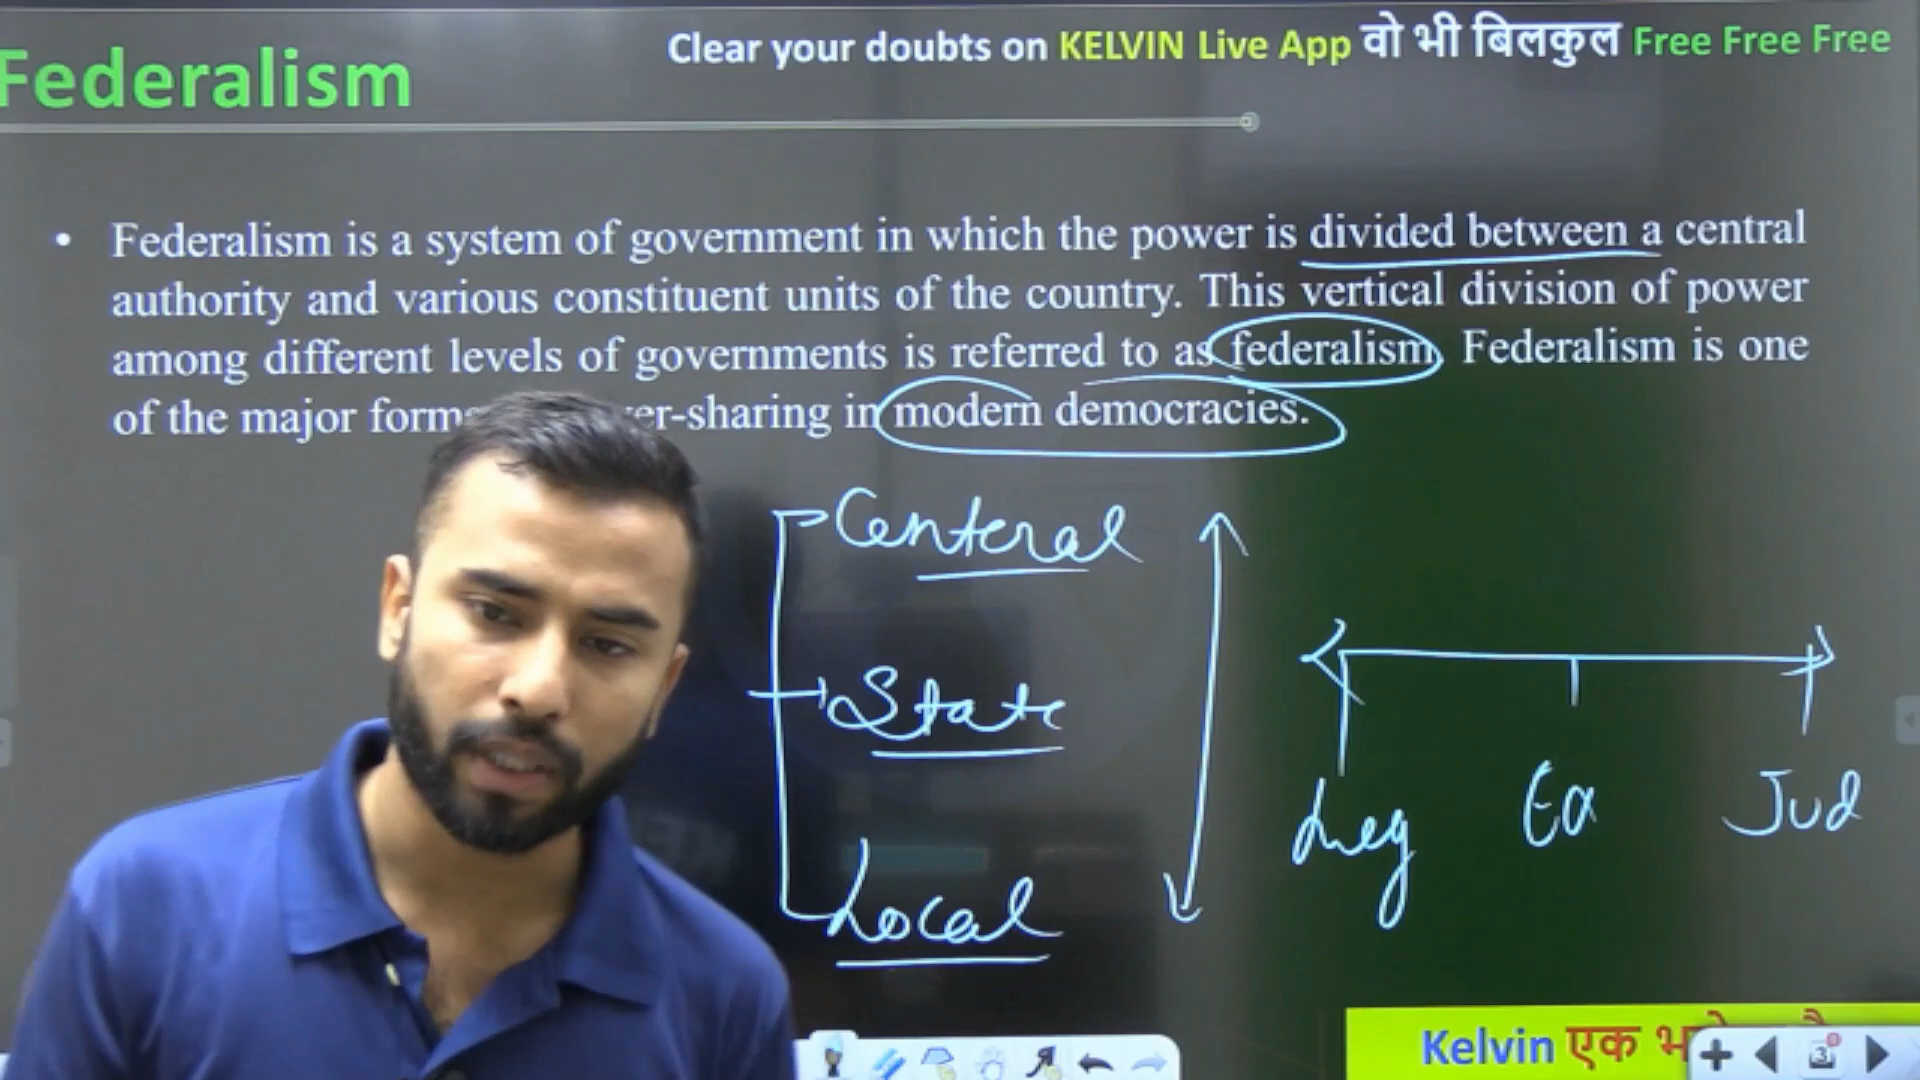 Clear your doubts on KELVIN Live App वो भी बिलकुल Free Free Free
Federalism
• Federalism is a system of government in which the power is divided between a central
authority and various constituent units of the country. This vertical division of power
among different levels of governments is referred to as federalism. Federalism is one
of the major forms er-sharing in modern democracies.
Centeral
State
Local
Leg Ex Jud
Kelvin एक
3